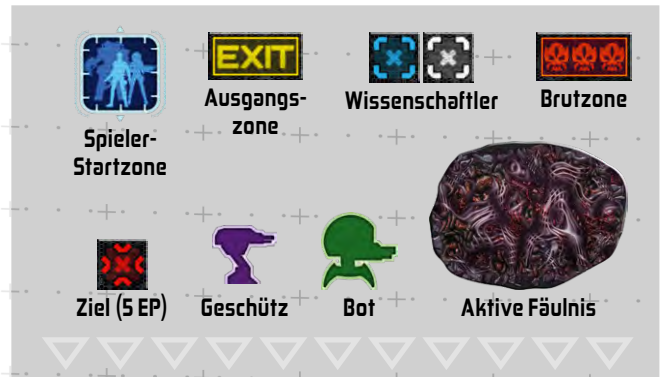 EXIT
Ausgangs-
zone
Wissenschaftler
Brutzone
Spieler-
Startzone
Ziel (5 EP)
Geschütz
Bot
Aktive Fäulnis